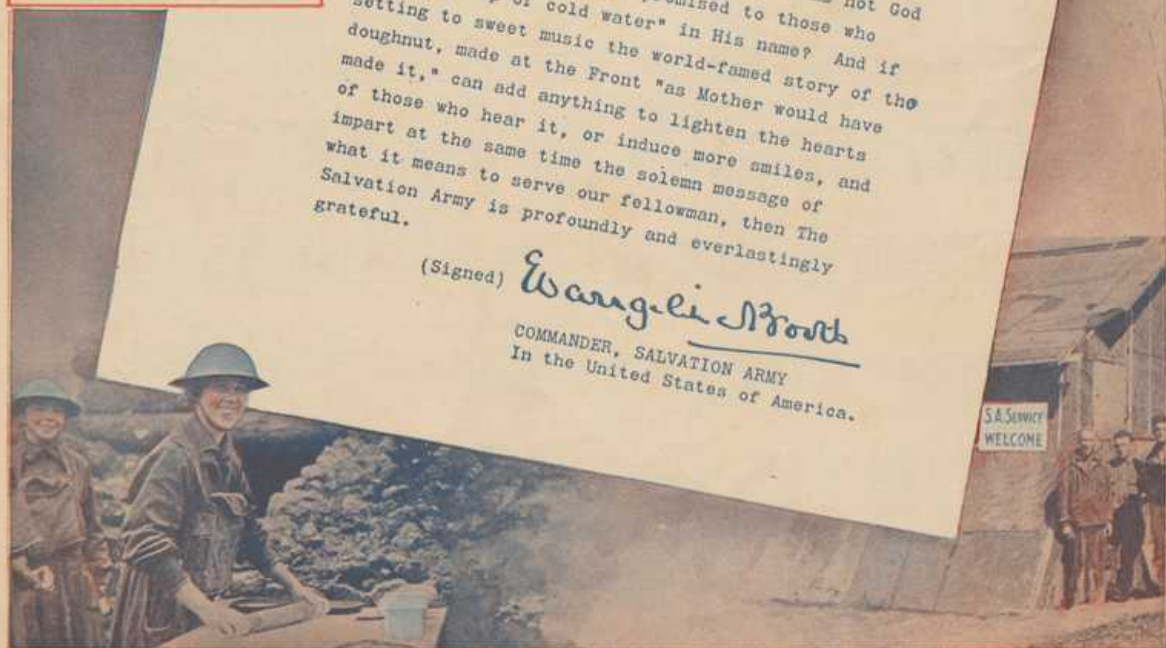 not God
to those who
of cold water" in His name? And if
setting to sweet music the world-famed story of the
doughnut, made at the Front "as Mother would have
made it," can add anything to lighten the hearts
of those who hear it, or induce more smiles, and
impart at the same time the solemn message of
what it means to serve our fellowman, then The
Salvation Army is profoundly and everlastingly
grateful.
(Signed) Evangeline Booth
COMMANDER, SALVATION ARMY
In the United States of America.
S.A. SERVICE
WELCOME